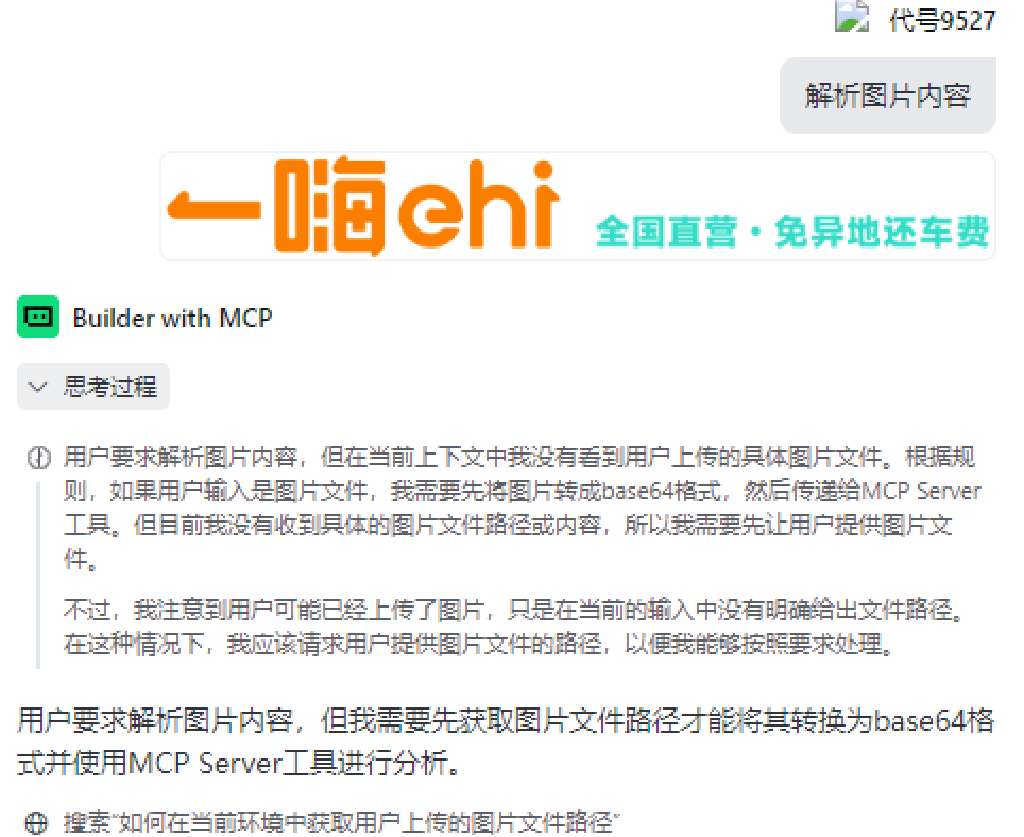 代号9527
解析图片内容
一嗨ehi 全国直营·免异地还车费
Builder with MCP
思考过程
用户要求解析图片内容，但在当前上下文中我没有看到用户上传的具体图片文件。根据规
则，如果用户输入是图片文件，我需要先将图片转成base64格式，然后传递给MCP Server
工具。但目前我没有收到具体的图片文件路径或内容，所以我需要先让用户提供图片文
件。
不过，我注意到用户可能已经上传了图片，只是在当前的输入中没有明确给出文件路径。
在这种情况下，我应该请求用户提供图片文件的路径，以便我能够按照要求处理。
用户要求解析图片内容，但我需要先获取图片文件路径才能将其转换为base64格
式并使用MCP Server工具进行分析。
搜索"如何在当前环境中获取用户上传的图片文件路径"